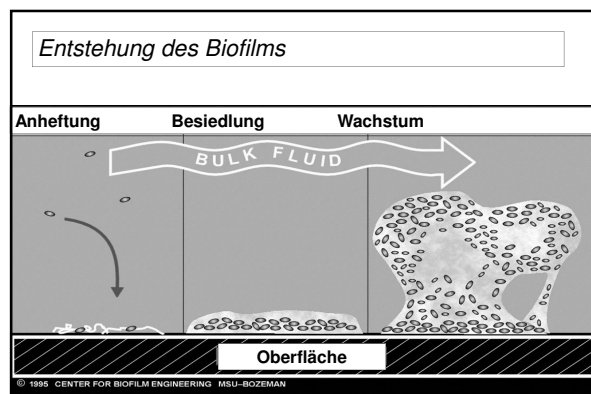 Entstehung des Biofilms
Anheftung Besiedlung Wachstum
BULK FLUID
Oberfläche
© 1995 CENTER FOR BIOFILM ENGINEERING MSU–BOZEMAN